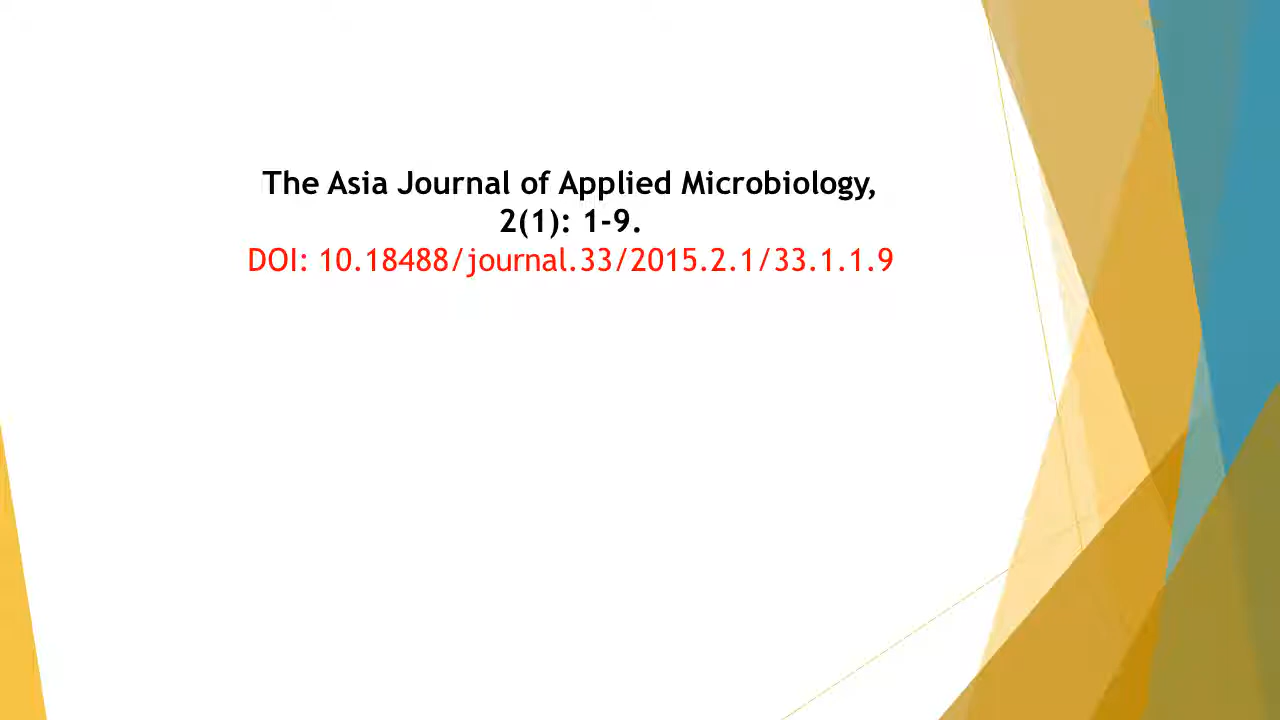 The Asia Journal of Applied Microbiology,
2(1): 1-9.
DOI: 10.18488/journal.33/2015.2.1/33.1.1.9